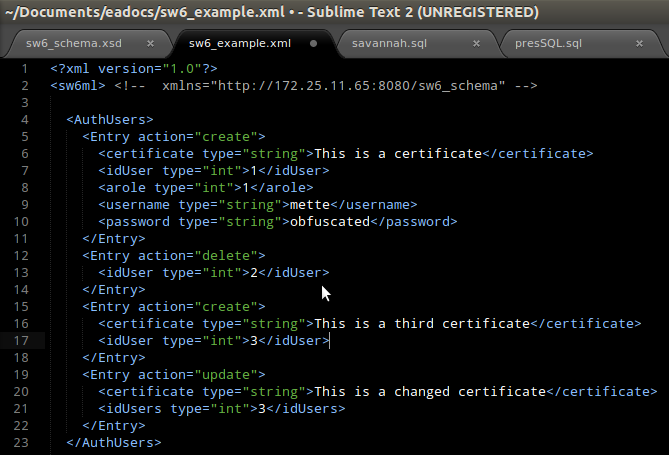 ~/Documents/eadocs/sw6_example.xml • - Sublime Text 2 (UNREGISTERED)
sw6_schema.xsd × sw6_example.xml savannah.sql × presSQL.sql ×
1 <?xml version="1.0"?>
2 <sw6ml> <!--  xmlns="http://172.25.11.65:8080/sw6_schema" -->
3
4   <AuthUsers>
5     <Entry action="create">
6       <certificate type="string">This is a certificate</certificate>
7       <idUser type="int">1</idUser>
8       <arole type="int">1</arole>
9       <username type="string">mette</username>
10       <password type="string">obfuscated</password>
11     </Entry>
12     <Entry action="delete">
13       <idUser type="int">2</idUser>
14     </Entry>
15     <Entry action="create">
16       <certificate type="string">This is a third certificate</certificate>
17       <idUser type="int">3</idUser>
18     </Entry>
19     <Entry action="update">
20       <certificate type="string">This is a changed certificate</certificate>
21       <idUsers type="int">3</idUsers>
22     </Entry>
23   </AuthUsers>